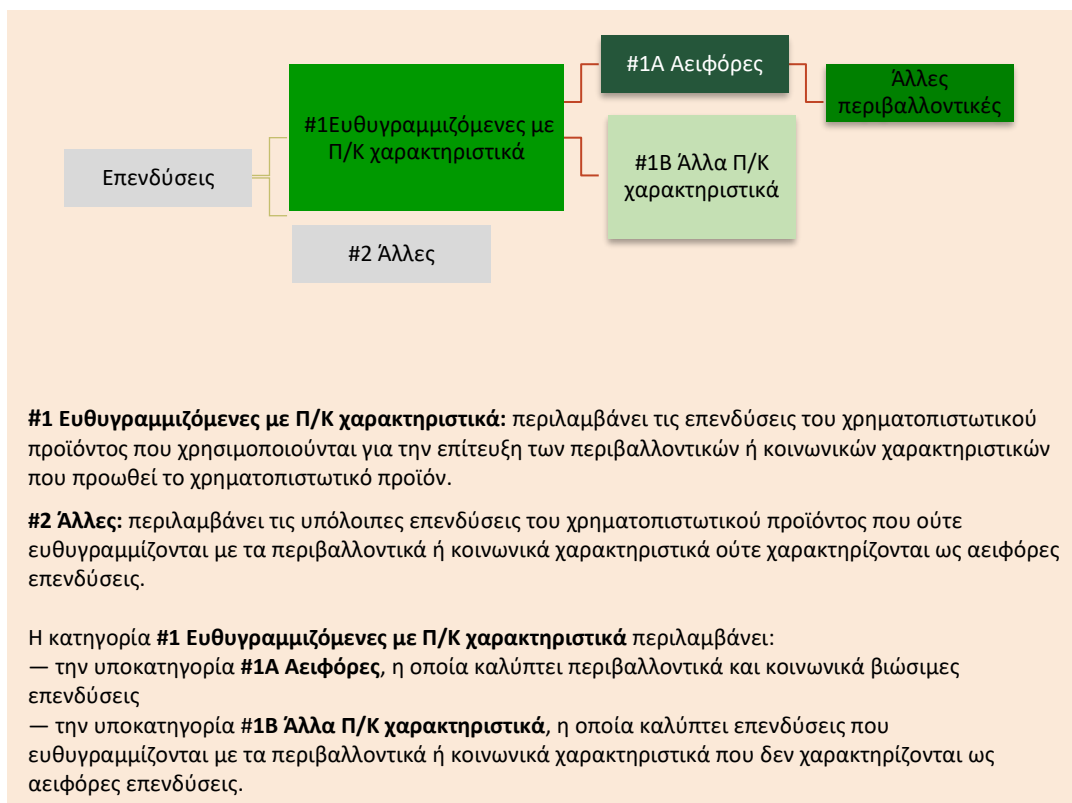 #1Α Αειφόρες
Άλλες
περιβαλλοντικές
#1Ευθυγραμμιζόμενες με
Π/Κ χαρακτηριστικά
#1Β Άλλα Π/Κ
χαρακτηριστικά
Επενδύσεις
#2 Άλλες
#1 Ευθυγραμμιζόμενες με Π/Κ χαρακτηριστικά: περιλαμβάνει τις επενδύσεις του χρηματοπιστωτικού
προϊόντος που χρησιμοποιούνται για την επίτευξη των περιβαλλοντικών ή κοινωνικών χαρακτηριστικών
που προωθεί το χρηματοπιστωτικό προϊόν.
#2 Άλλες: περιλαμβάνει τις υπόλοιπες επενδύσεις του χρηματοπιστωτικού προϊόντος που ούτε
ευθυγραμμίζονται με τα περιβαλλοντικά ή κοινωνικά χαρακτηριστικά ούτε χαρακτηρίζονται ως αειφόρες
επενδύσεις.
Η κατηγορία #1 Ευθυγραμμιζόμενες με Π/Κ χαρακτηριστικά περιλαμβάνει:
— την υποκατηγορία #1Α Αειφόρες, η οποία καλύπτει περιβαλλοντικά και κοινωνικά βιώσιμες
επενδύσεις
— την υποκατηγορία #1Β Άλλα Π/Κ χαρακτηριστικά, η οποία καλύπτει επενδύσεις που
ευθυγραμμίζονται με τα περιβαλλοντικά ή κοινωνικά χαρακτηριστικά που δεν χαρακτηρίζονται ως
αειφόρες επενδύσεις.